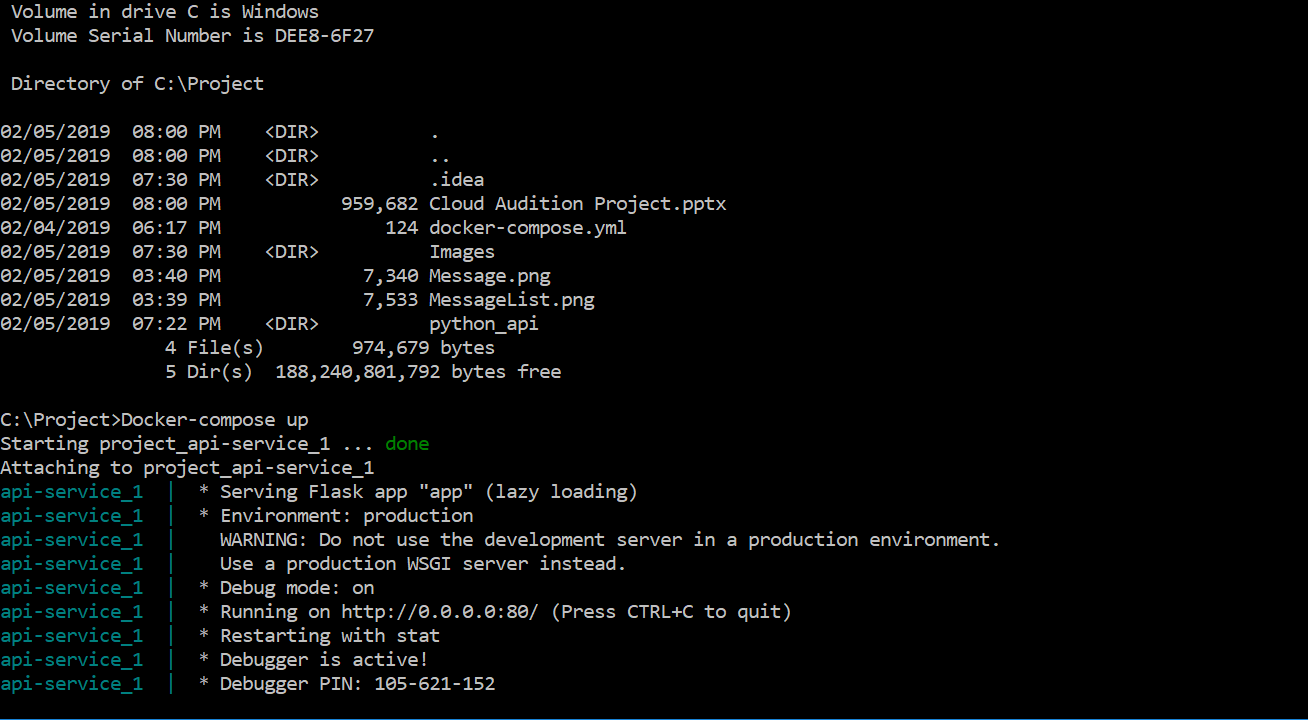 Volume in drive C is Windows
Volume Serial Number is DEE8-6F27
Directory of C:\Project
02/05/2019  08:00 PM    <DIR>          .
02/05/2019  08:00 PM    <DIR>          ..
02/05/2019  07:30 PM    <DIR>          .idea
02/05/2019  08:00 PM           959,682 Cloud Audition Project.pptx
02/04/2019  06:17 PM               124 docker-compose.yml
02/05/2019  07:30 PM    <DIR>          Images
02/05/2019  03:40 PM             7,340 Message.png
02/05/2019  03:39 PM             7,533 MessageList.png
02/05/2019  07:22 PM    <DIR>          python_api
4 File(s)        974,679 bytes
5 Dir(s)  188,240,801,792 bytes free
C:\Project>Docker-compose up
Starting project_api-service_1 ... done
Attaching to project_api-service_1
api-service_1  |  * Serving Flask app "app" (lazy loading)
api-service_1  |  * Environment: production
api-service_1  |    WARNING: Do not use the development server in a production environment.
api-service_1  |    Use a production WSGI server instead.
api-service_1  |  * Debug mode: on
api-service_1  |  * Running on http://0.0.0.0:80/ (Press CTRL+C to quit)
api-service_1  |  * Restarting with stat
api-service_1  |  * Debugger is active!
api-service_1  |  * Debugger PIN: 105-621-152